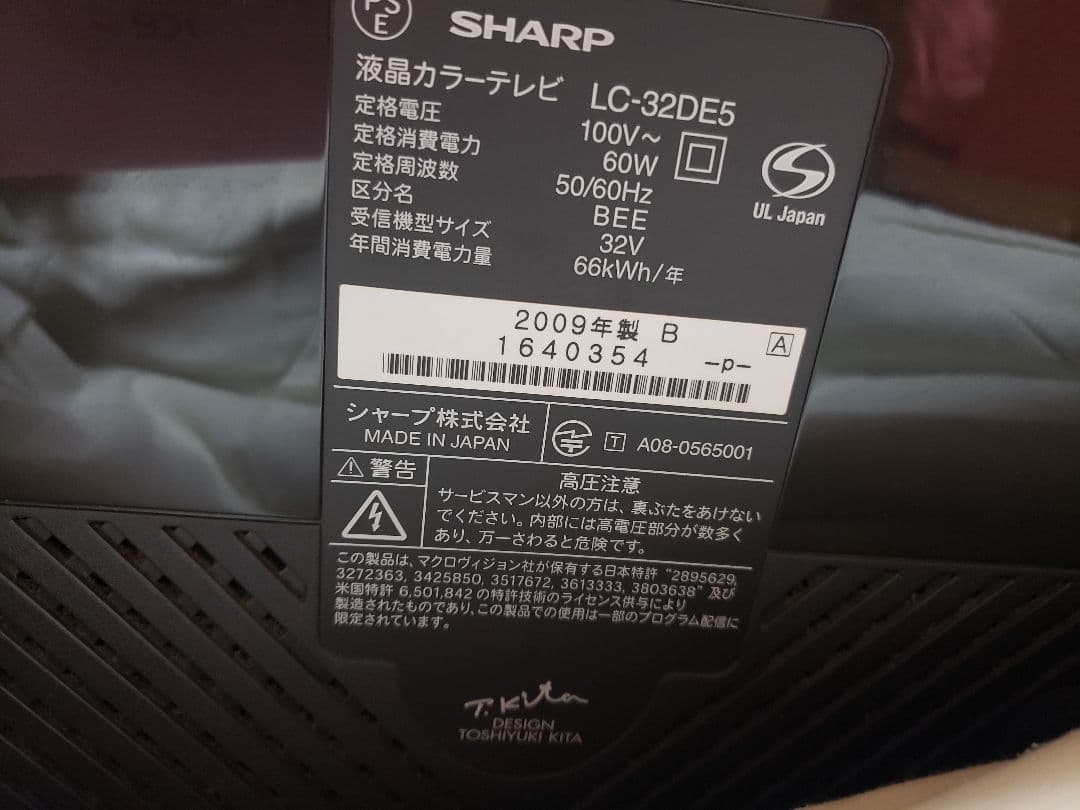 PS
E
SHARP
液晶カラーテレビ LC-32DE5
定格電圧 100V～
定格消費電力 60W
定格周波数 50/60Hz
区分名 BEE
受信機型サイズ 32V
年間消費電力量 66kWh/年
UL Japan
2009年製 B A
1640354 -p-
シャープ株式会社
MADE IN JAPAN
T A08-0565001
警告
高圧注意
サービスマン以外の方は、裏ぶたをあけない
でください。内部には高電圧部分が数多く
あり、万一さわると危険です。
この製品は、マクロヴィジョン社が保有する日本特許 "2895629,
3272363, 3425850, 3517672, 3613333, 3803638" 及び
米国特許 6,501,842 の特許技術のライセンス供与により
製造されたものであり、この製品での使用は一部のプログラム配信に
限定されています。
T. Kita
DESIGN
TOSHIYUKI KITA